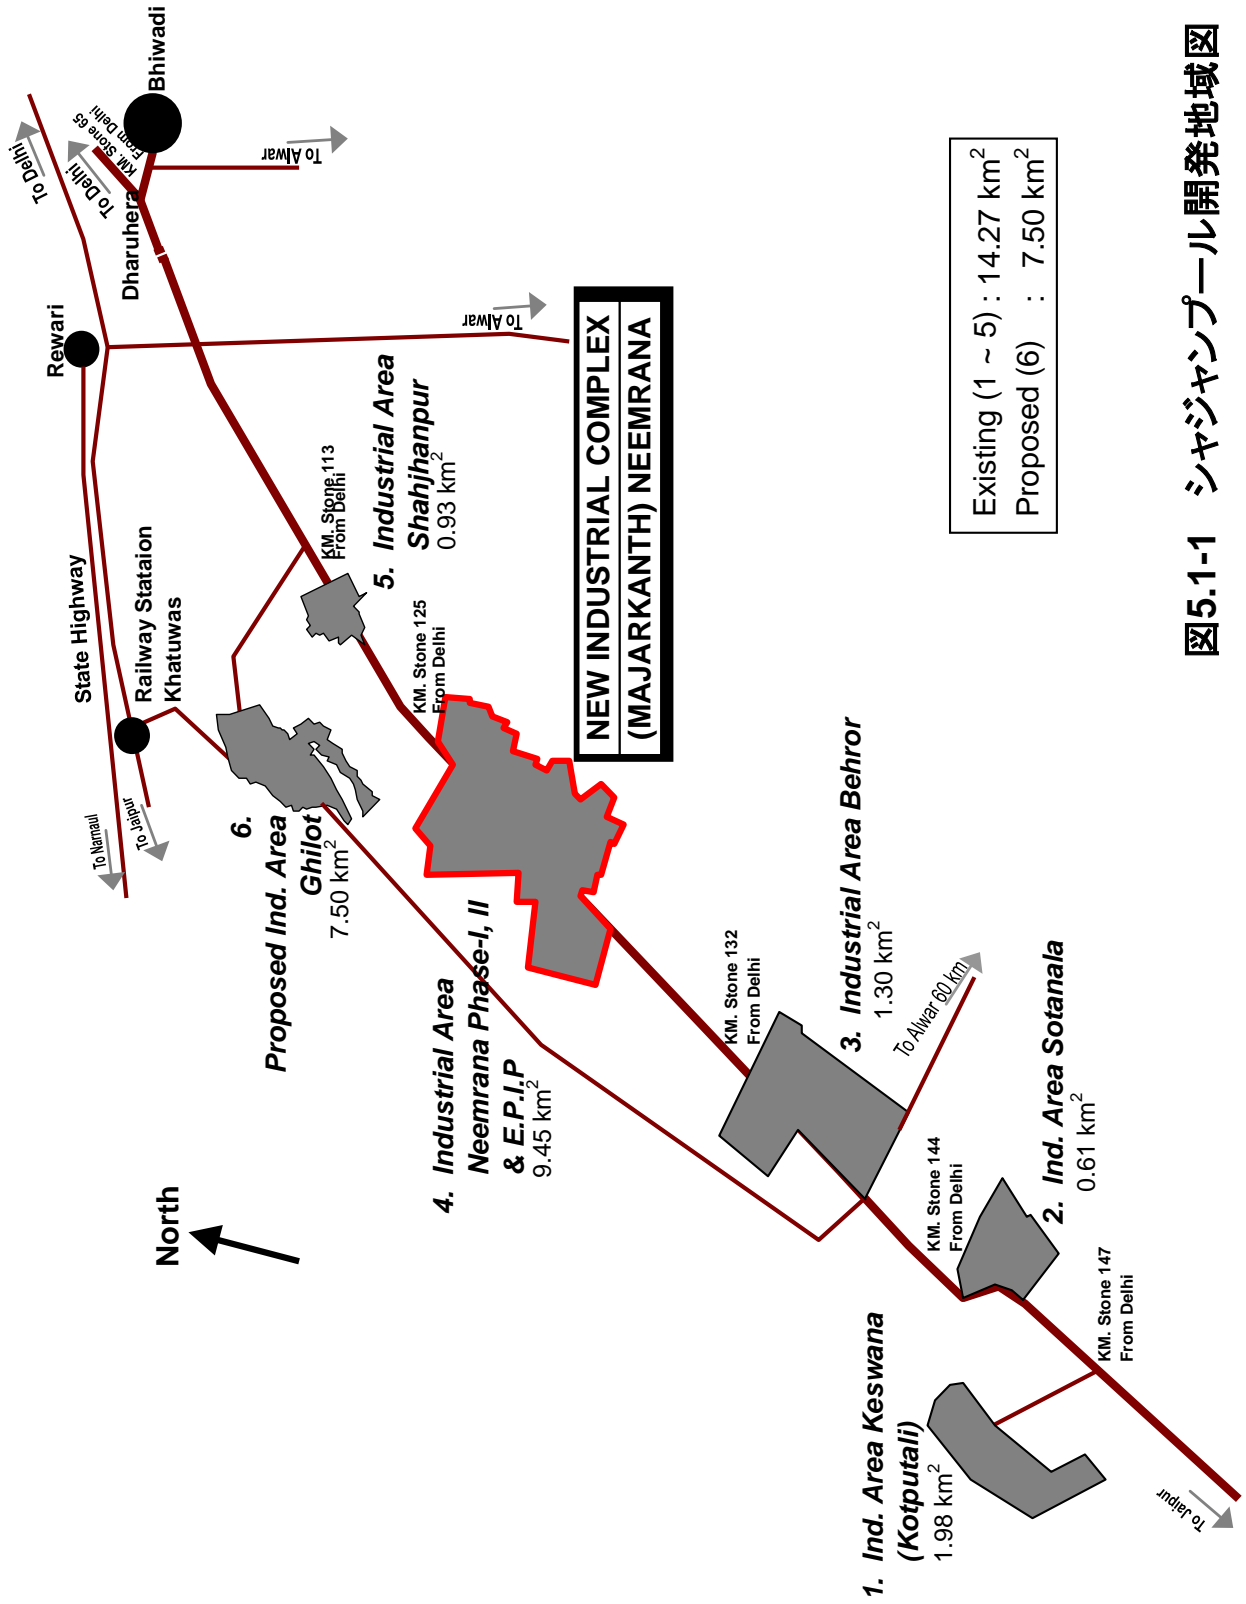 To Delhi
To Delhi
KM. Stone 65
From Delhi
Bhiwadi
Dharuhera
To Alwar
Rewari
To Alwar
State Highway
Railway Stataion
Khatuwas
To Narnaul
To Jaipur
KM. Stone 113
From Delhi
5. Industrial Area
Shahjhanpur
0.93 km²
KM. Stone 125
From Delhi
NEW INDUSTRIAL COMPLEX
(MAJARKANTH) NEEMRANA
6.
Proposed Ind. Area
Ghilot
7.50 km²
4. Industrial Area
Neemrana Phase-I, II
& E.P.I.P
9.45 km²
KM. Stone 132
From Delhi
3. Industrial Area Behror
1.30 km²
To Alwar 60 km
North
KM. Stone 144
From Delhi
2. Ind. Area Sotanala
0.61 km²
KM. Stone 147
From Delhi
1. Ind. Area Keswana
(Kotputali)
1.98 km²
To Jaipur
Existing (1 ~ 5) : 14.27 km²
Proposed (6) : 7.50 km²
図5.1-1 シャジャンプール開発地域図